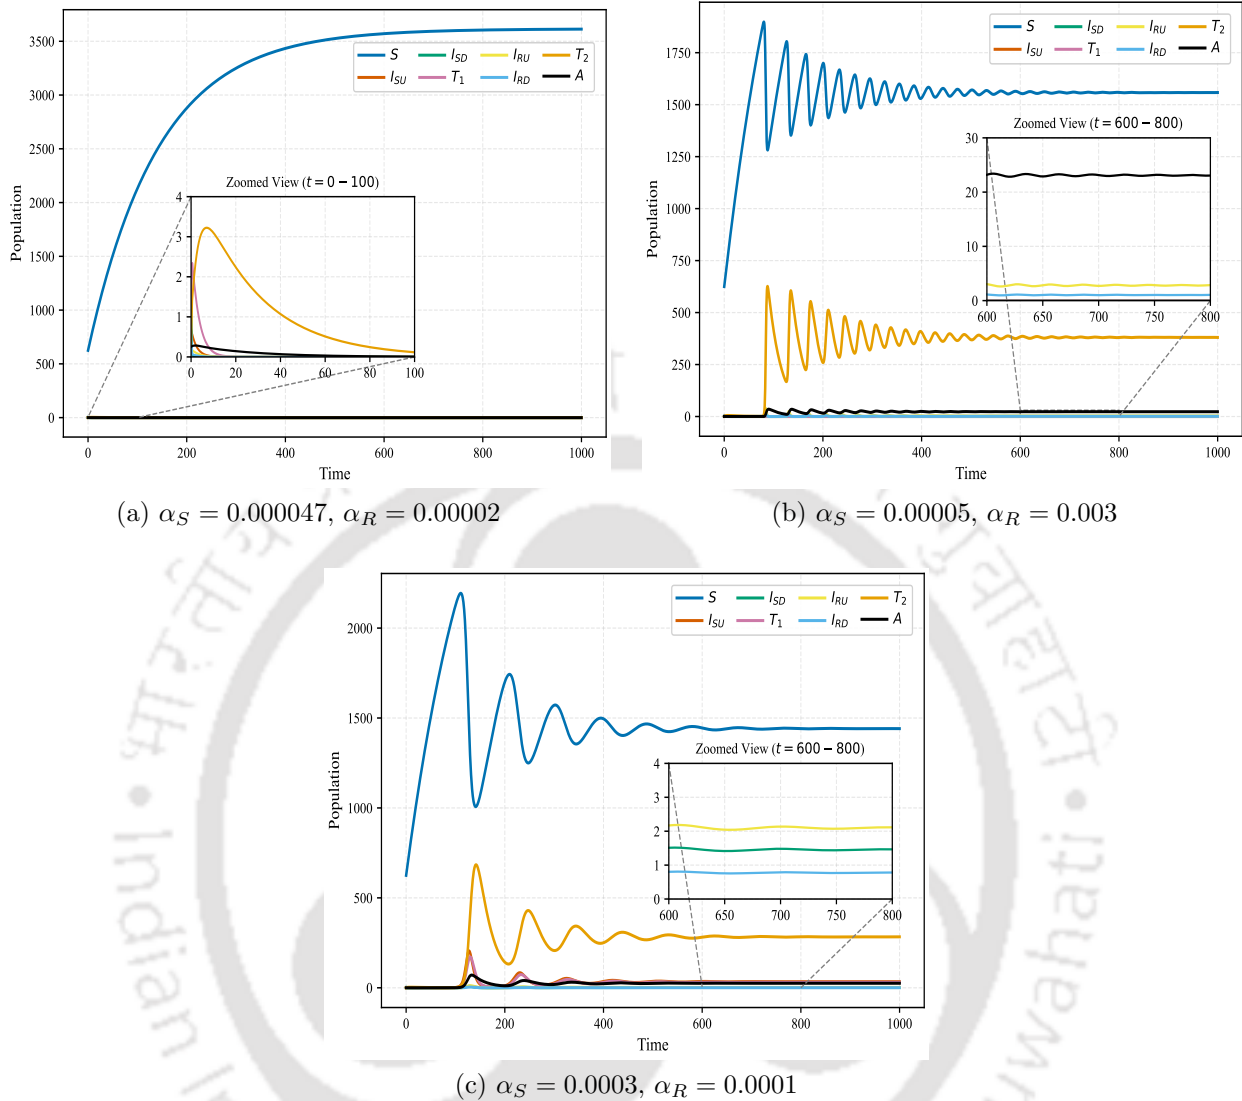 3500
3000
2500
2000
1500
1000
500
0
Population
S I_SD I_RU T_2
I_SU T_1 I_RD A
Zoomed View (t = 0 − 100)
4
3
2
1
0
0 20 40 60 80 100
0 200 400 600 800 1000
Time
(a) α_S = 0.000047, α_R = 0.00002
1750
1500
1250
1000
750
500
250
0
Population
S I_SD I_RU T_2
I_SU T_1 I_RD A
Zoomed View (t = 600 − 800)
30
20
10
0
600 650 700 750 800
0 200 400 600 800 1000
Time
(b) α_S = 0.00005, α_R = 0.003
2000
1500
1000
500
0
Population
S I_SD I_RU T_2
I_SU T_1 I_RD A
Zoomed View (t = 600 − 800)
4
3
2
1
0
600 650 700 750 800
0 200 400 600 800 1000
Time
(c) α_S = 0.0003, α_R = 0.0001
Indian